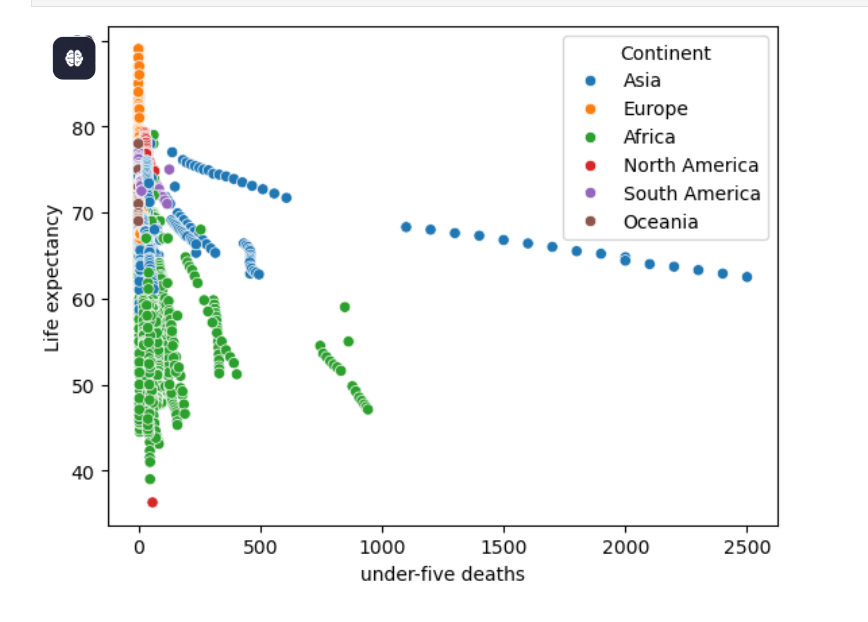 Continent
Asia
Europe
Africa
North America
South America
Oceania
80
70
60
50
40
Life expectancy
0
500
1000
1500
2000
2500
under-five deaths